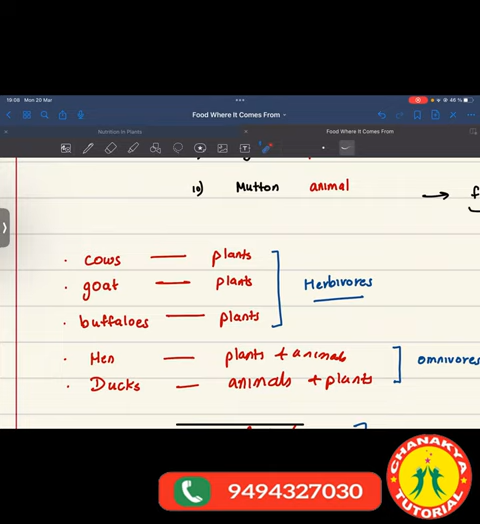 19:08 Mon 20 Mar
46 %
Food Where It Comes From
Nutrition in Plants
Food Where It Comes From
10) Mutton animal → f
• cows — plants
• goat — plants
• buffaloes — plants
Herbivores
• Hen — plants + animals
• Ducks — animals + plants
omnivores
9494327030
CHANAKYA
TUTORIAL